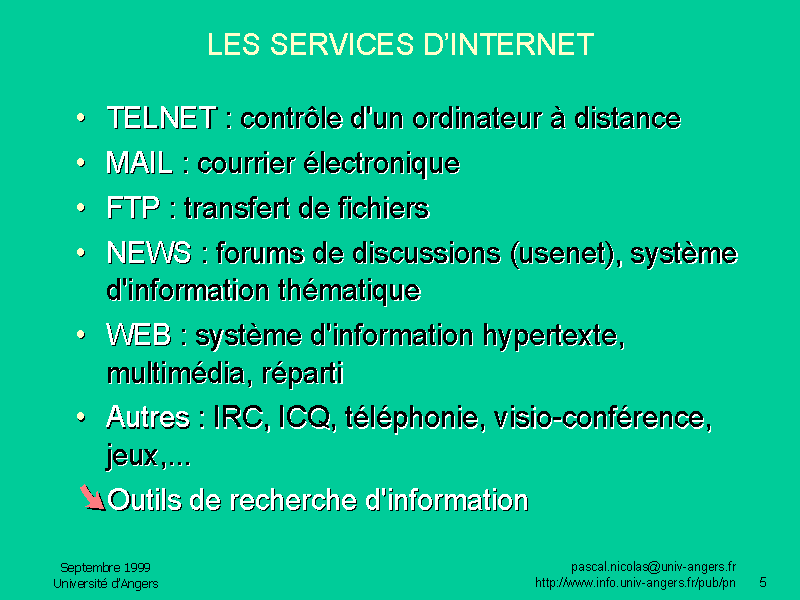 LES SERVICES D’INTERNET
• TELNET : contrôle d'un ordinateur à distance
• MAIL : courrier électronique
• FTP : transfert de fichiers
• NEWS : forums de discussions (usenet), système
d'information thématique
• WEB : système d'information hypertexte,
multimédia, réparti
• Autres : IRC, ICQ, téléphonie, visio-conférence,
jeux,...
Outils de recherche d'information
Septembre 1999
Université d'Angers
pascal.nicolas@univ-angers.fr
http://www.info.univ-angers.fr/pub/pn
5